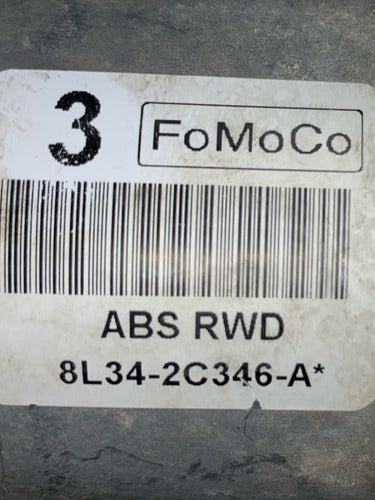 3 FoMoCo
ABS RWD
8L34-2C346-A*